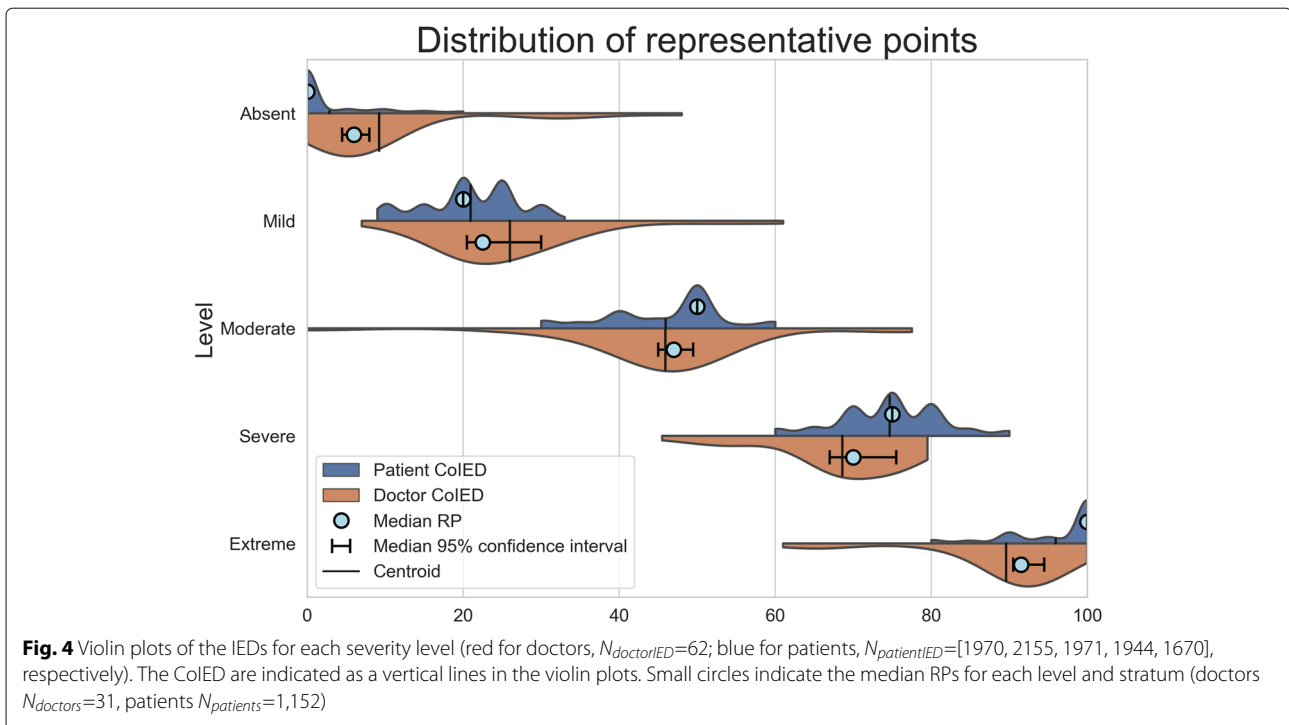 Distribution of representative points
Level
Absent
Mild
Moderate
Severe
Extreme
Patient CoIED
Doctor CoIED
Median RP
Median 95% confidence interval
Centroid
0 20 40 60 80 100
Fig. 4 Violin plots of the IEDs for each severity level (red for doctors, NdoctorIED=62; blue for patients, NpatientIED=[1970, 2155, 1971, 1944, 1670],
respectively). The CoIED are indicated as a vertical lines in the violin plots. Small circles indicate the median RPs for each level and stratum (doctors
Ndoctors=31, patients Npatients=1,152)